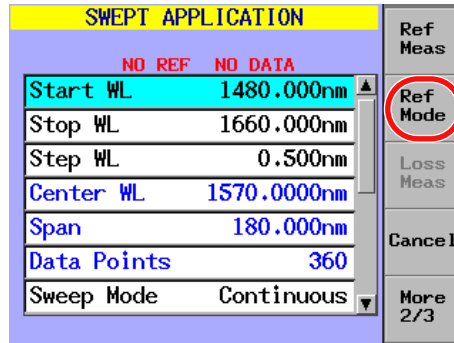 SWEPT APPLICATION
NO REF NO DATA
Start WL 1480.000nm
Stop WL 1660.000nm
Step WL 0.500nm
Center WL 1570.0000nm
Span 180.000nm
Data Points 360
Sweep Mode Continuous
Ref
Meas
Ref
Mode
Loss
Meas
Cancel
More
2/3